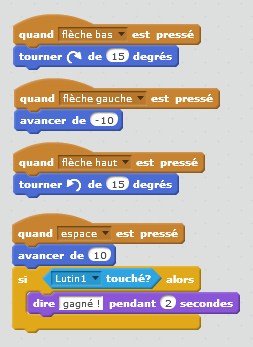 quand flèche bas est pressé
tourner de 15 degrés
quand flèche gauche est pressé
avancer de -10
quand flèche haut est pressé
tourner de 15 degrés
quand espace est pressé
avancer de 10
si Lutin1 touché? alors
dire gagné ! pendant 2 secondes